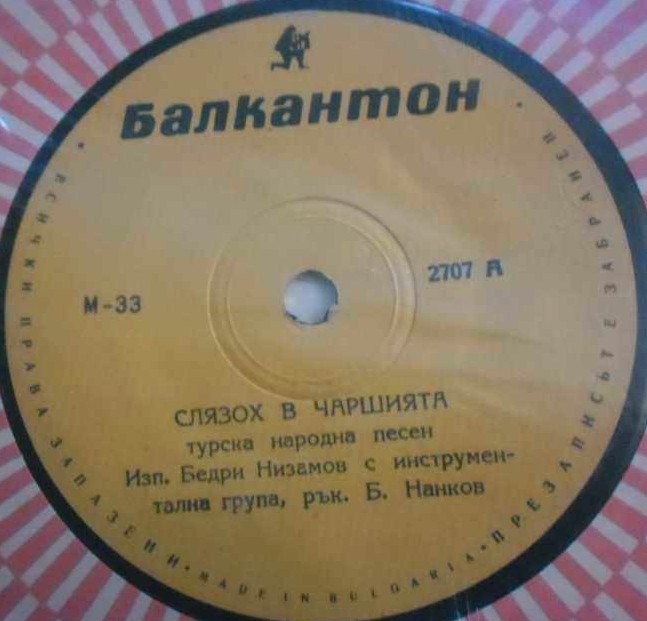 Балкантон
2707 А
М-33
СЛЯЗОХ В ЧАРШИЯТА
турска народна песен
Изп. Бедри Низамов с инструмен-
тална група, рък. Б. Нанков
ВСИЧКИ ПРАВА ЗАПАЗЕНИ • MADE IN BULGARIA • ПРЕЗАПИСЪТ Е ЗАБРАНЕН